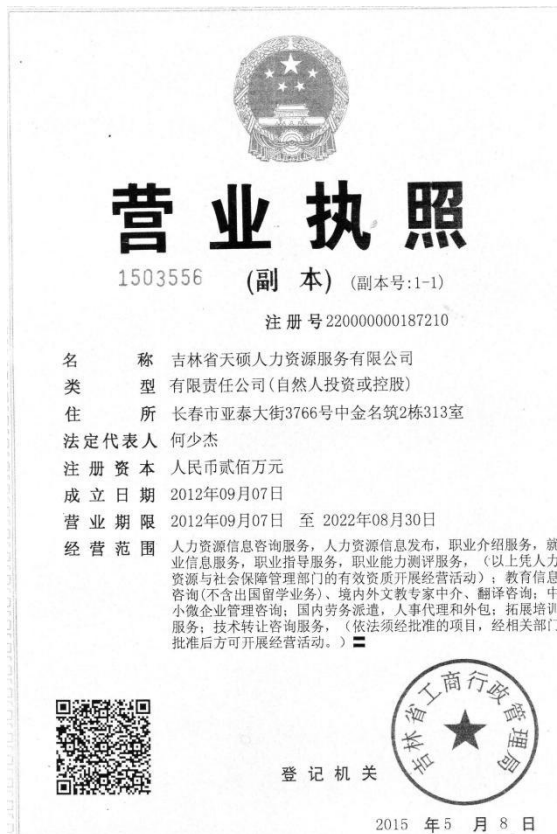 营业执照
1503556 (副 本) (副本号:1-1)
注册号220000000187210
名 称 吉林省天硕人力资源服务有限公司
类 型 有限责任公司(自然人投资或控股)
住 所 长春市亚泰大街3766号中金名筑2栋313室
法定代表人 何少杰
注册资本 人民币贰佰万元
成立日期 2012年09月07日
营业期限 2012年09月07日 至 2022年08月30日
经营范围 人力资源信息咨询服务，人力资源信息发布，职业介绍服务，就
业信息服务，职业指导服务，职业能力测评服务，（以上凭人力
资源与社会保障管理部门的有效资质开展经营活动）；教育信息
咨询(不含出国留学业务)、境内外文教专家中介、翻译咨询；中
小微企业管理咨询；国内劳务派遣，人事代理和外包；拓展培训
服务；技术转让咨询服务，（依法须经批准的项目，经相关部门
批准后方可开展经营活动。）
吉林省工商行政管理局
登记机关
2015 年5 月 8 日